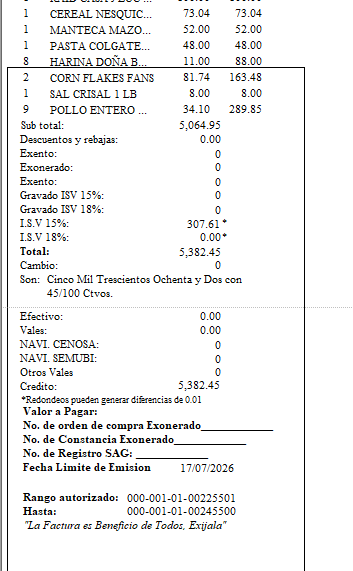 1 CEREAL NESQUIC... 73.04 73.04
1 MANTECA MAZO... 52.00 52.00
1 PASTA COLGATE... 48.00 48.00
8 HARINA DOÑA B... 11.00 88.00
2 CORN FLAKES FANS 81.74 163.48
1 SAL CRISAL 1 LB 8.00 8.00
9 POLLO ENTERO ... 34.10 289.85
Sub total: 5,064.95
Descuentos y rebajas: 0.00
Exento: 0
Exonerado: 0
Exento: 0
Gravado ISV 15%: 0
Gravado ISV 18%: 0
I.S.V 15%: 307.61 *
I.S.V 18%: 0.00 *
Total: 5,382.45
Cambio: 0
Son: Cinco Mil Trescientos Ochenta y Dos con
45/100 Ctvos.
Efectivo: 0.00
Vales: 0.00
NAVI. CENOSA: 0
NAVI. SEMUBI: 0
Otros Vales 0
Credito: 5,382.45
*Redondeos pueden generar diferencias de 0.01
Valor a Pagar:
No. de orden de compra Exonerado____________
No. de Constancia Exonerado____________
No. de Registro SAG: ____________
Fecha Limite de Emision 17/07/2026
Rango autorizado: 000-001-01-00225501
Hasta: 000-001-01-00245500
"La Factura es Beneficio de Todos, Exijala"